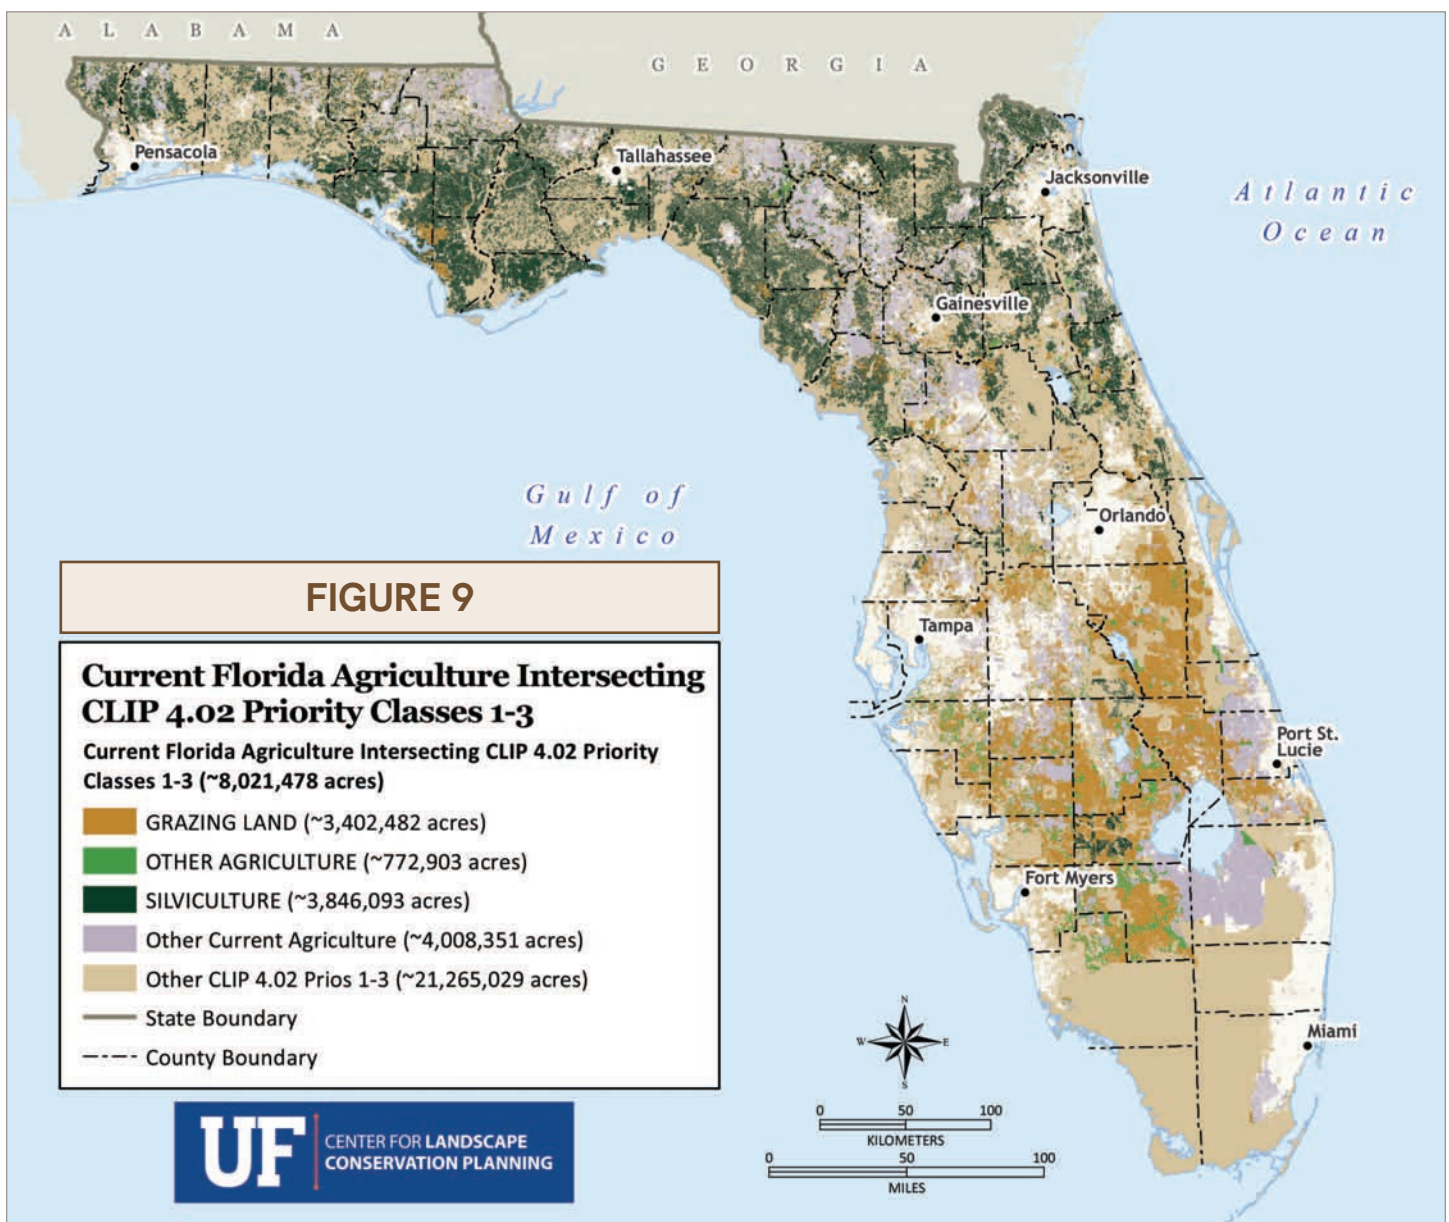 A L A B A M A
G E O R G I A
Pensacola
Tallahassee
Jacksonville
Atlantic
Ocean
Gainesville
Gulf of
Mexico
Orlando
Tampa
Port St.
Lucie
Fort Myers
Miami
FIGURE 9
Current Florida Agriculture Intersecting
CLIP 4.02 Priority Classes 1-3
Current Florida Agriculture Intersecting CLIP 4.02 Priority
Classes 1-3 (~8,021,478 acres)
GRAZING LAND (~3,402,482 acres)
OTHER AGRICULTURE (~772,903 acres)
SILVICULTURE (~3,846,093 acres)
Other Current Agriculture (~4,008,351 acres)
Other CLIP 4.02 Prios 1-3 (~21,265,029 acres)
State Boundary
County Boundary
N
W E
S
0 50 100
KILOMETERS
0 50 100
MILES
UF
CENTER FOR LANDSCAPE
CONSERVATION PLANNING